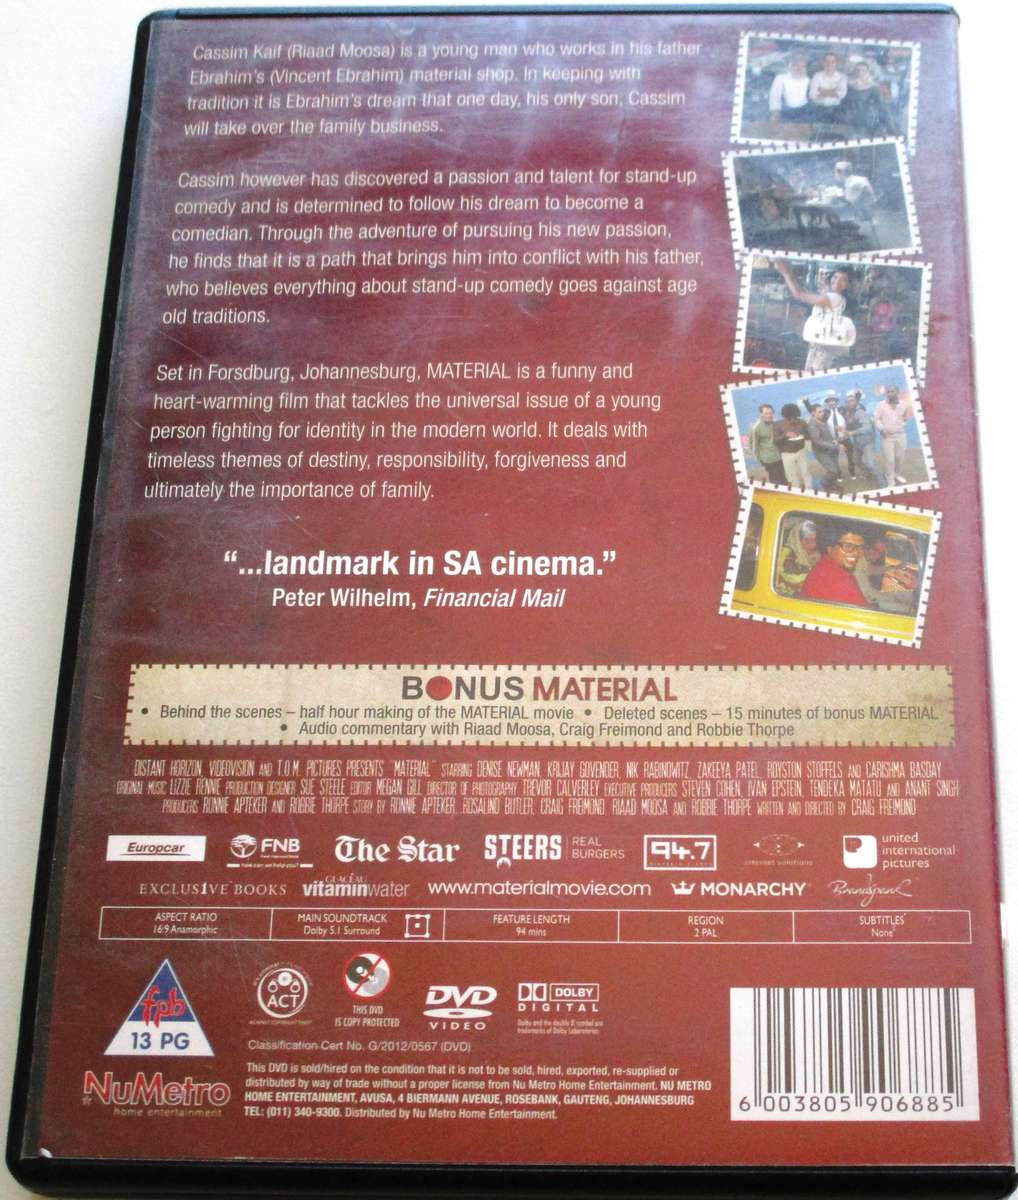 Cassim Kaif (Riaad Moosa) is a young man who works in his father
Ebrahim's (Vincent Ebrahim) material shop. In keeping with
tradition it is Ebrahim's dream that one day, his only son, Cassim
will take over the family business.
Cassim however has discovered a passion and talent for stand-up
comedy and is determined to follow his dream to become a
comedian. Through the adventure of pursuing his new passion,
he finds that it is a path that brings him into conflict with his father,
who believes everything about stand-up comedy goes against age
old traditions.
Set in Forsdburg, Johannesburg, MATERIAL is a funny and
heart-warming film that tackles the universal issue of a young
person fighting for identity in the modern world. It deals with
timeless themes of destiny, responsibility, forgiveness and
ultimately the importance of family.
"...landmark in SA cinema."
Peter Wilhelm, Financial Mail
BONUS MATERIAL
• Behind the scenes – half hour making of the MATERIAL movie • Deleted scenes – 15 minutes of bonus MATERIAL
• Audio commentary with Riaad Moosa, Craig Freimond and Robbie Thorpe
DISTANT HORIZON, VIDEOVISION AND T.O.M. PICTURES PRESENTS "MATERIAL" STARRING DENISE NEWMAN, KRIJAY GOVENDER, NIK RABINOWITZ, ZAKEEYA PATEL, ROYSTON STOFFELS AND CARISHMA BASDAY
ORIGINAL MUSIC LIZZIE RENNIE PRODUCTION DESIGNER SUE STEELE EDITOR MEGAN GILL DIRECTOR OF PHOTOGRAPHY TREVOR CALVERLEY EXECUTIVE PRODUCERS STEVEN COHEN, IVAN EPSTEIN, TENDEKA MATATU AND ANANT SINGH
PRODUCERS RONNIE APTEKER AND ROBBIE THORPE STORY BY RONNIE APTEKER, ROSALIND BUTLER, CRAIG FREIMOND, RIAAD MOOSA AND ROBBIE THORPE WRITTEN AND DIRECTED BY CRAIG FREIMOND
Europcar FNB The Star STEERS REAL BURGERS 94.7 internet solutions united international pictures
how can we help you?
EXCLUS1VE BOOKS GLACEAU vitaminwater www.materialmovie.com MONARCHY Brandspank
ASPECT RATIO MAIN SOUNDTRACK FEATURE LENGTH REGION SUBTITLES
16:9 Anamorphic Dolby 5.1 Surround 94 mins 2 PAL None
fpb
13 PG
ACT
THIS DVD
IS COPY PROTECTED
DVD
VIDEO
DOLBY
DIGITAL
Dolby and the double D symbol are
trademarks of Dolby Laboratories
Classification Cert No. G/2012/0567 (DVD)
NuMetro
home entertainment
This DVD is sold/hired on the condition that it is not to be sold, hired, exported, re-supplied or
distributed by way of trade without a proper license from Nu Metro Home Entertainment. NU METRO
HOME ENTERTAINMENT, AVUSA, 4 BIERMANN AVENUE, ROSEBANK, GAUTENG, JOHANNESBURG
TEL: (011) 340-9300. Distributed by Nu Metro Home Entertainment.
6 003805 906885